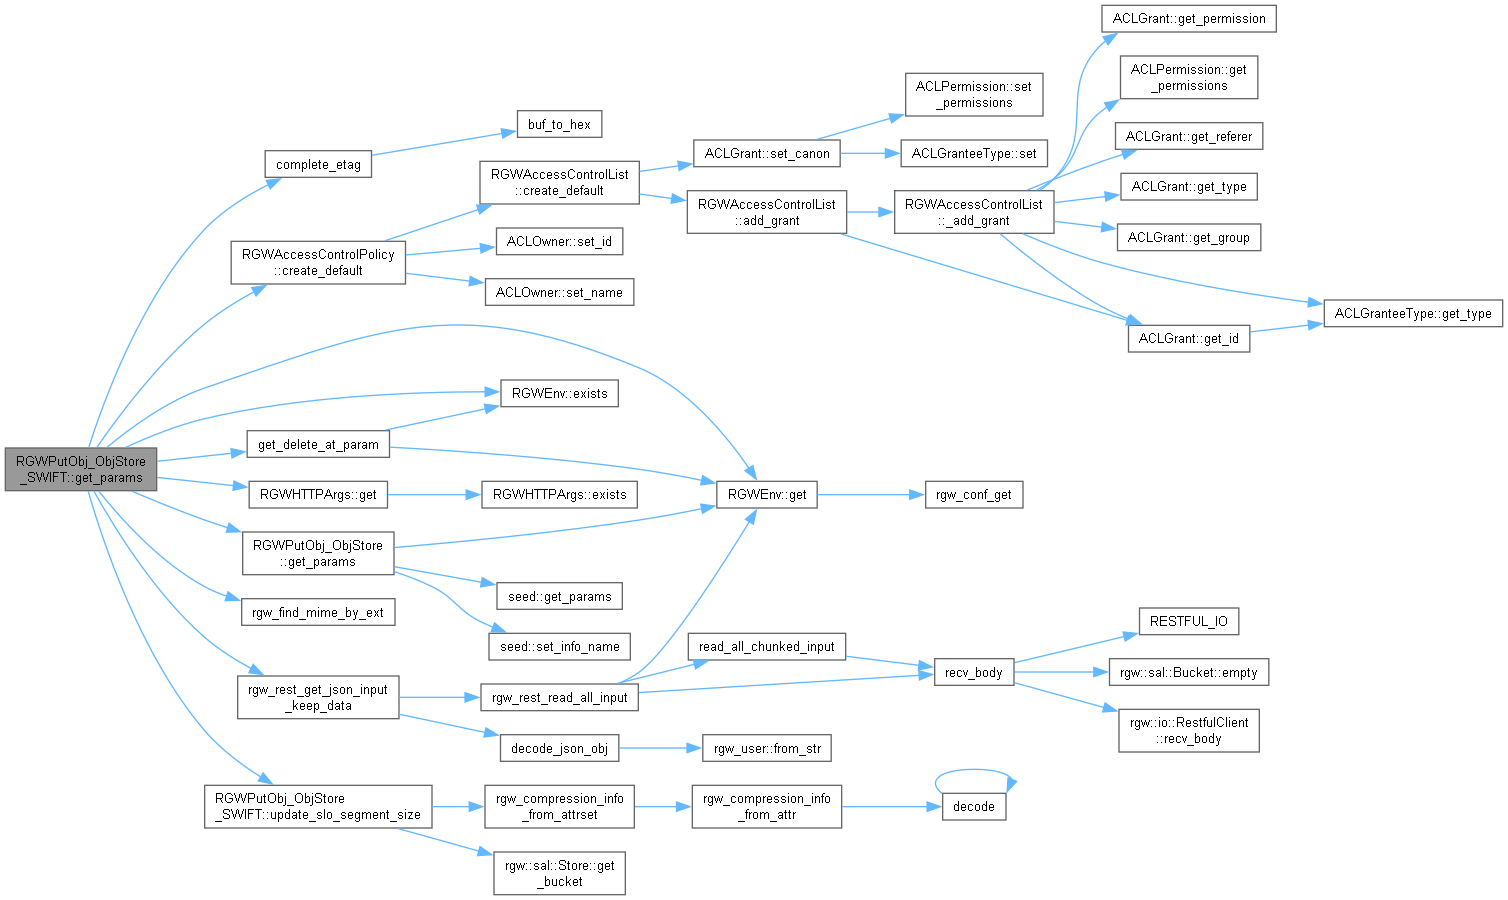 RGWPutObj_ObjStore
_SWIFT::get_params
complete_etag
buf_to_hex
RGWAccessControlPolicy
::create_default
RGWAccessControlList
::create_default
ACLOwner::set_id
ACLOwner::set_name
ACLGrant::set_canon
ACLPermission::set
_permissions
ACLGranteeType::set
RGWAccessControlList
::add_grant
RGWAccessControlList
::_add_grant
ACLGrant::get_permission
ACLPermission::get
_permissions
ACLGrant::get_referer
ACLGrant::get_type
ACLGrant::get_group
ACLGranteeType::get_type
ACLGrant::get_id
RGWEnv::exists
get_delete_at_param
RGWHTTPArgs::get
RGWHTTPArgs::exists
RGWEnv::get
rgw_conf_get
RGWPutObj_ObjStore
::get_params
seed::get_params
seed::set_info_name
rgw_find_mime_by_ext
rgw_rest_get_json_input
_keep_data
rgw_rest_read_all_input
read_all_chunked_input
recv_body
RESTFUL_IO
rgw::sal::Bucket::empty
rgw::io::RestfulClient
::recv_body
decode_json_obj
rgw_user::from_str
RGWPutObj_ObjStore
_SWIFT::update_slo_segment_size
rgw_compression_info
_from_attrset
rgw_compression_info
_from_attr
decode
rgw::sal::Store::get
_bucket